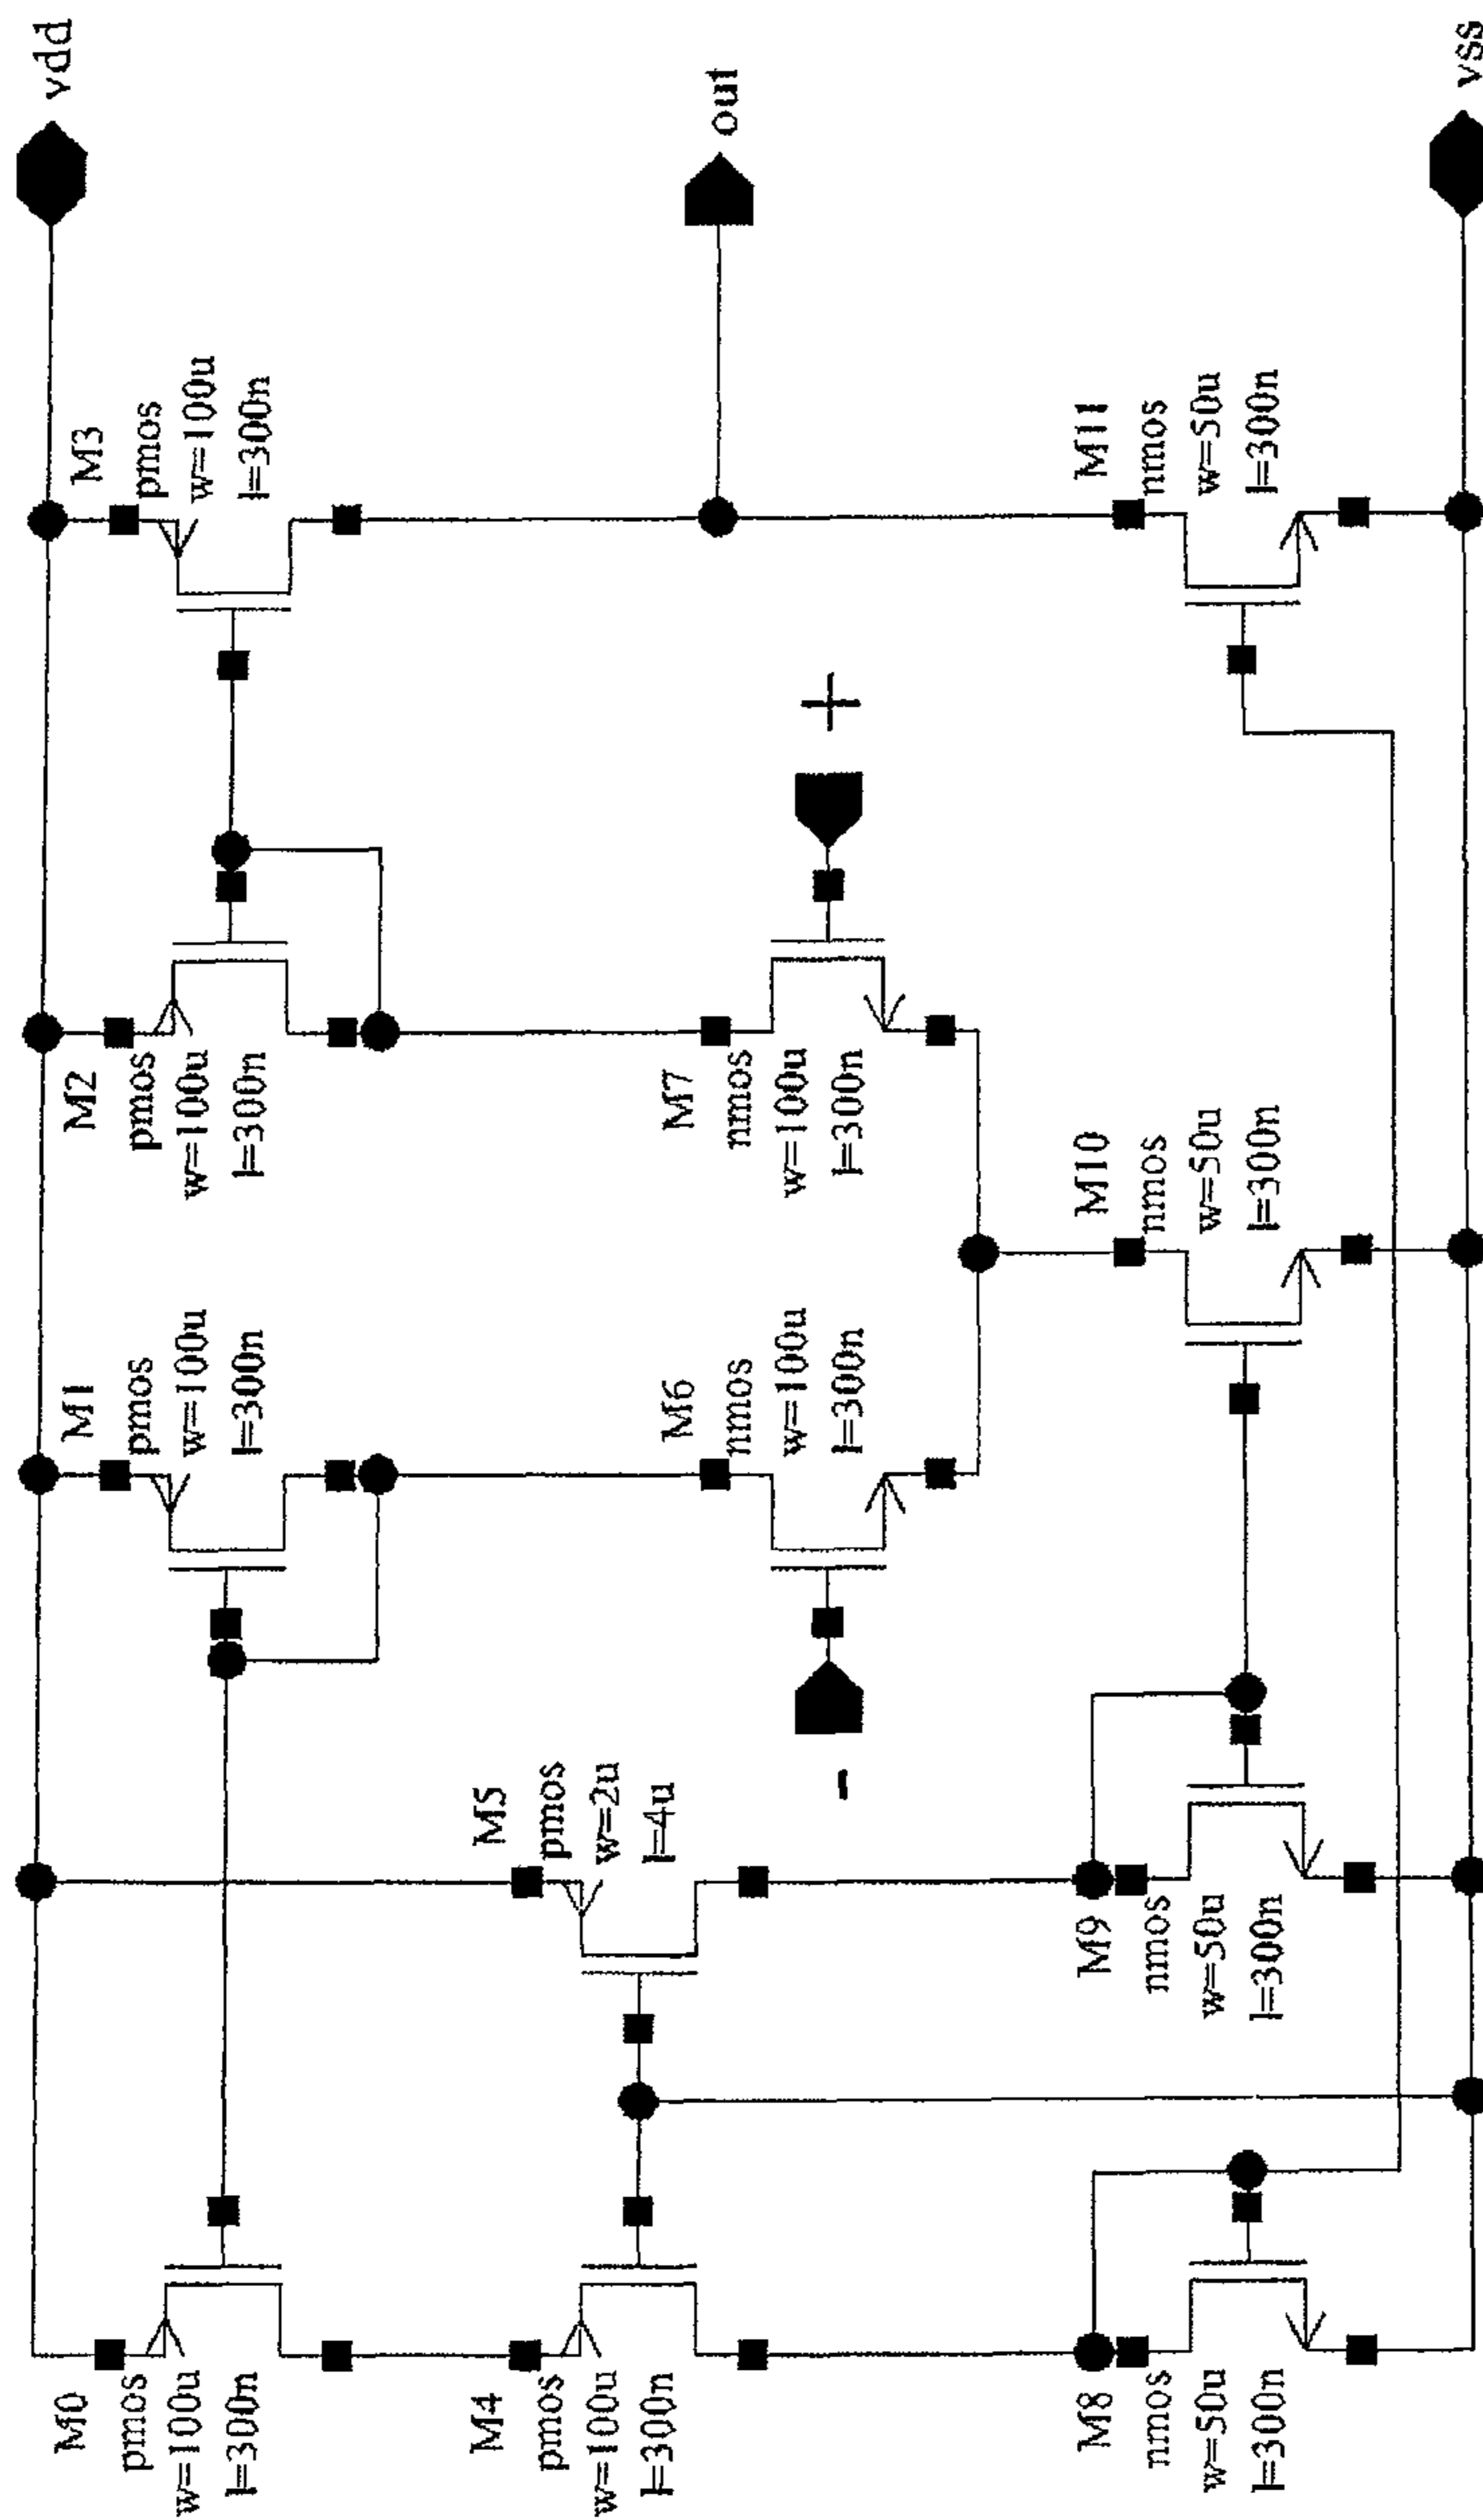 vdd
out
vss
M3
pmos
w=100u
l=300n
M11
nmos
w=50u
l=300n
+
M2
pmos
w=100u
l=300n
M7
nmos
w=100u
l=300n
M10
nmos
w=50u
l=300n
M1
pmos
w=100u
l=300n
M6
nmos
w=100u
l=300n
-
M5
pmos
w=2u
l=4u
M9
nmos
w=50u
l=300n
M0
pmos
w=100u
l=300n
M4
pmos
w=100u
l=300n
M8
nmos
w=50u
l=300n